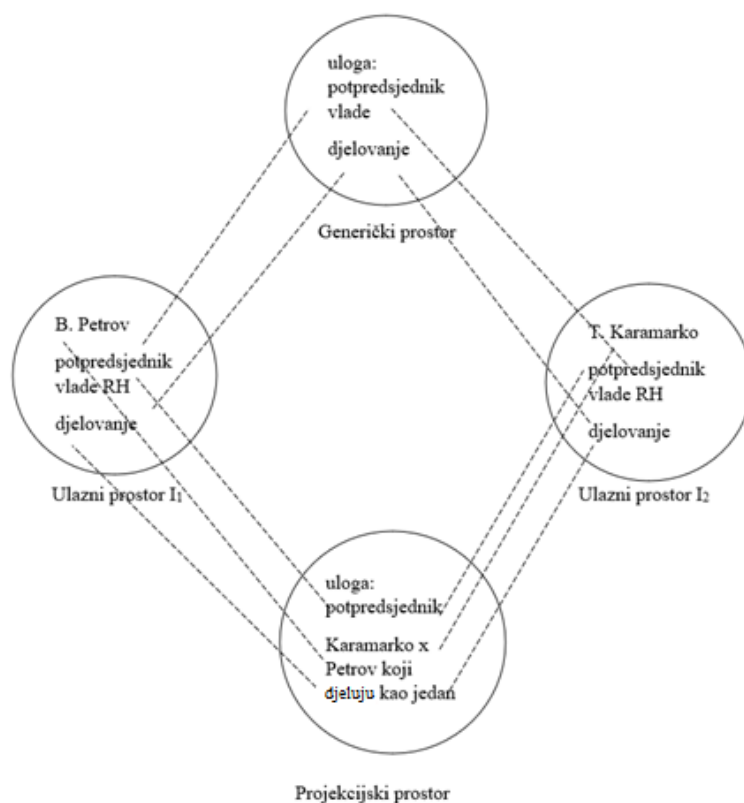 uloga:
potpredsjednik
vlade
djelovanje
Generički prostor
B. Petrov
potpredsjednik
vlade RH
djelovanje
Ulazni prostor I₁
T. Karamarko
potpredsjednik
vlade RH
djelovanje
Ulazni prostor I₂
uloga:
potpredsjednik
Karamarko x
Petrov koji
djeluju kao jedan
Projekcijski prostor